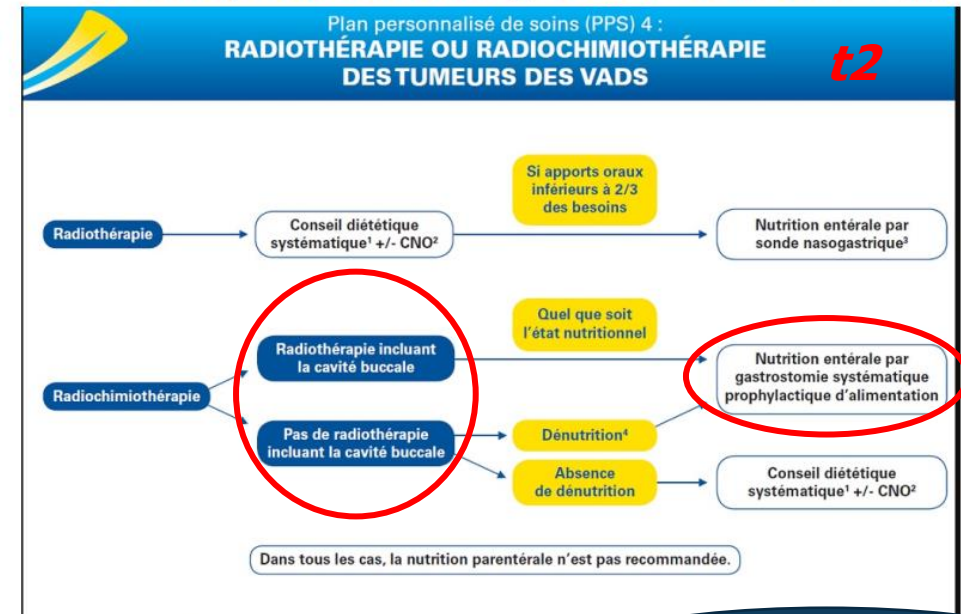 Plan personnalisé de soins (PPS) 4 :
RADIOTHÉRAPIE OU RADIOCHIMIOTHÉRAPIE
DES TUMEURS DES VADS
t2
Si apports oraux
inférieurs à 2/3
des besoins
Radiothérapie
Conseil diététique
systématique¹ +/- CNO²
Nutrition entérale par
sonde nasogastrique³
Quel que soit
l'état nutritionnel
Radiothérapie incluant
la cavité buccale
Nutrition entérale par
gastrostomie systématique
prophylactique d'alimentation
Radiochimiothérapie
Pas de radiothérapie
incluant la cavité buccale
Dénutrition⁴
Absence
de dénutrition
Conseil diététique
systématique¹ +/- CNO²
Dans tous les cas, la nutrition parentérale n'est pas recommandée.